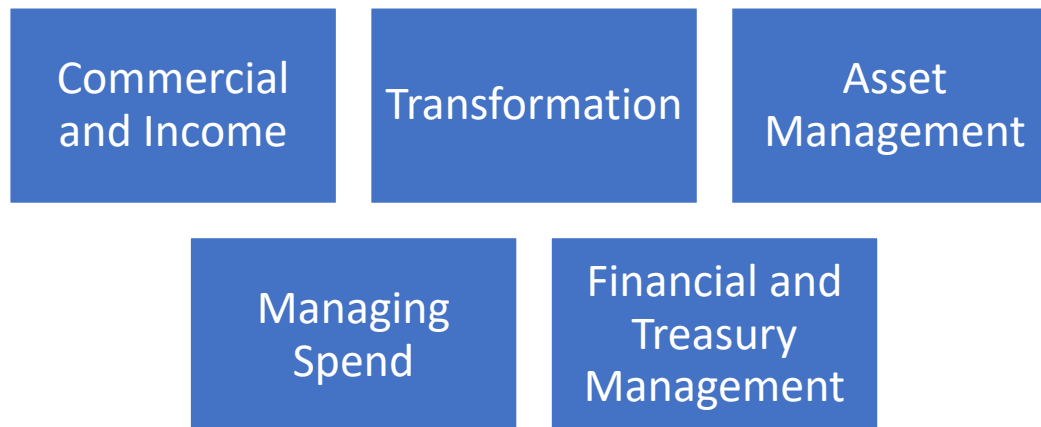 Commercial
and Income
Transformation
Asset
Management
Managing
Spend
Financial and
Treasury
Management